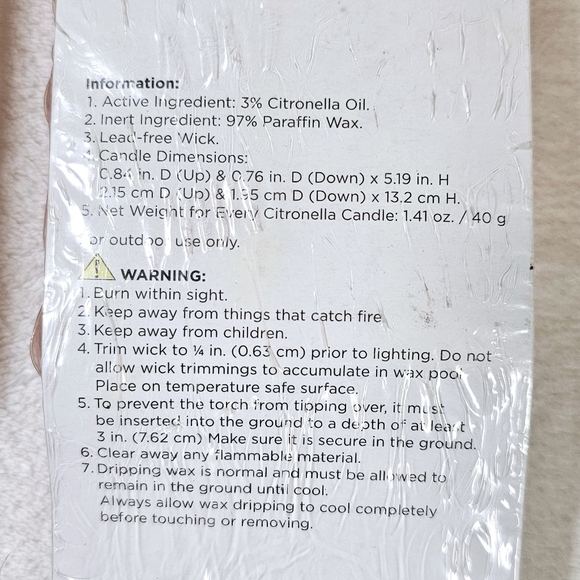 Information:
1. Active Ingredient: 3% Citronella Oil.
2. Inert Ingredient: 97% Paraffin Wax.
3. Lead-free Wick.
4. Candle Dimensions:
0.84 in. D (Up) & 0.76 in. D (Down) x 5.19 in. H
2.15 cm D (Up) & 1.95 cm D (Down) x 13.2 cm H.
5. Net Weight for Every Citronella Candle: 1.41 oz. / 40 g
For outdoor use only.
WARNING:
1. Burn within sight.
2. Keep away from things that catch fire
3. Keep away from children.
4. Trim wick to ¼ in. (0.63 cm) prior to lighting. Do not
allow wick trimmings to accumulate in wax pool
Place on temperature safe surface.
5. To prevent the torch from tipping over, it must
be inserted into the ground to a depth of at least
3 in. (7.62 cm) Make sure it is secure in the ground.
6. Clear away any flammable material.
7. Dripping wax is normal and must be allowed to
remain in the ground until cool.
Always allow wax dripping to cool completely
before touching or removing.